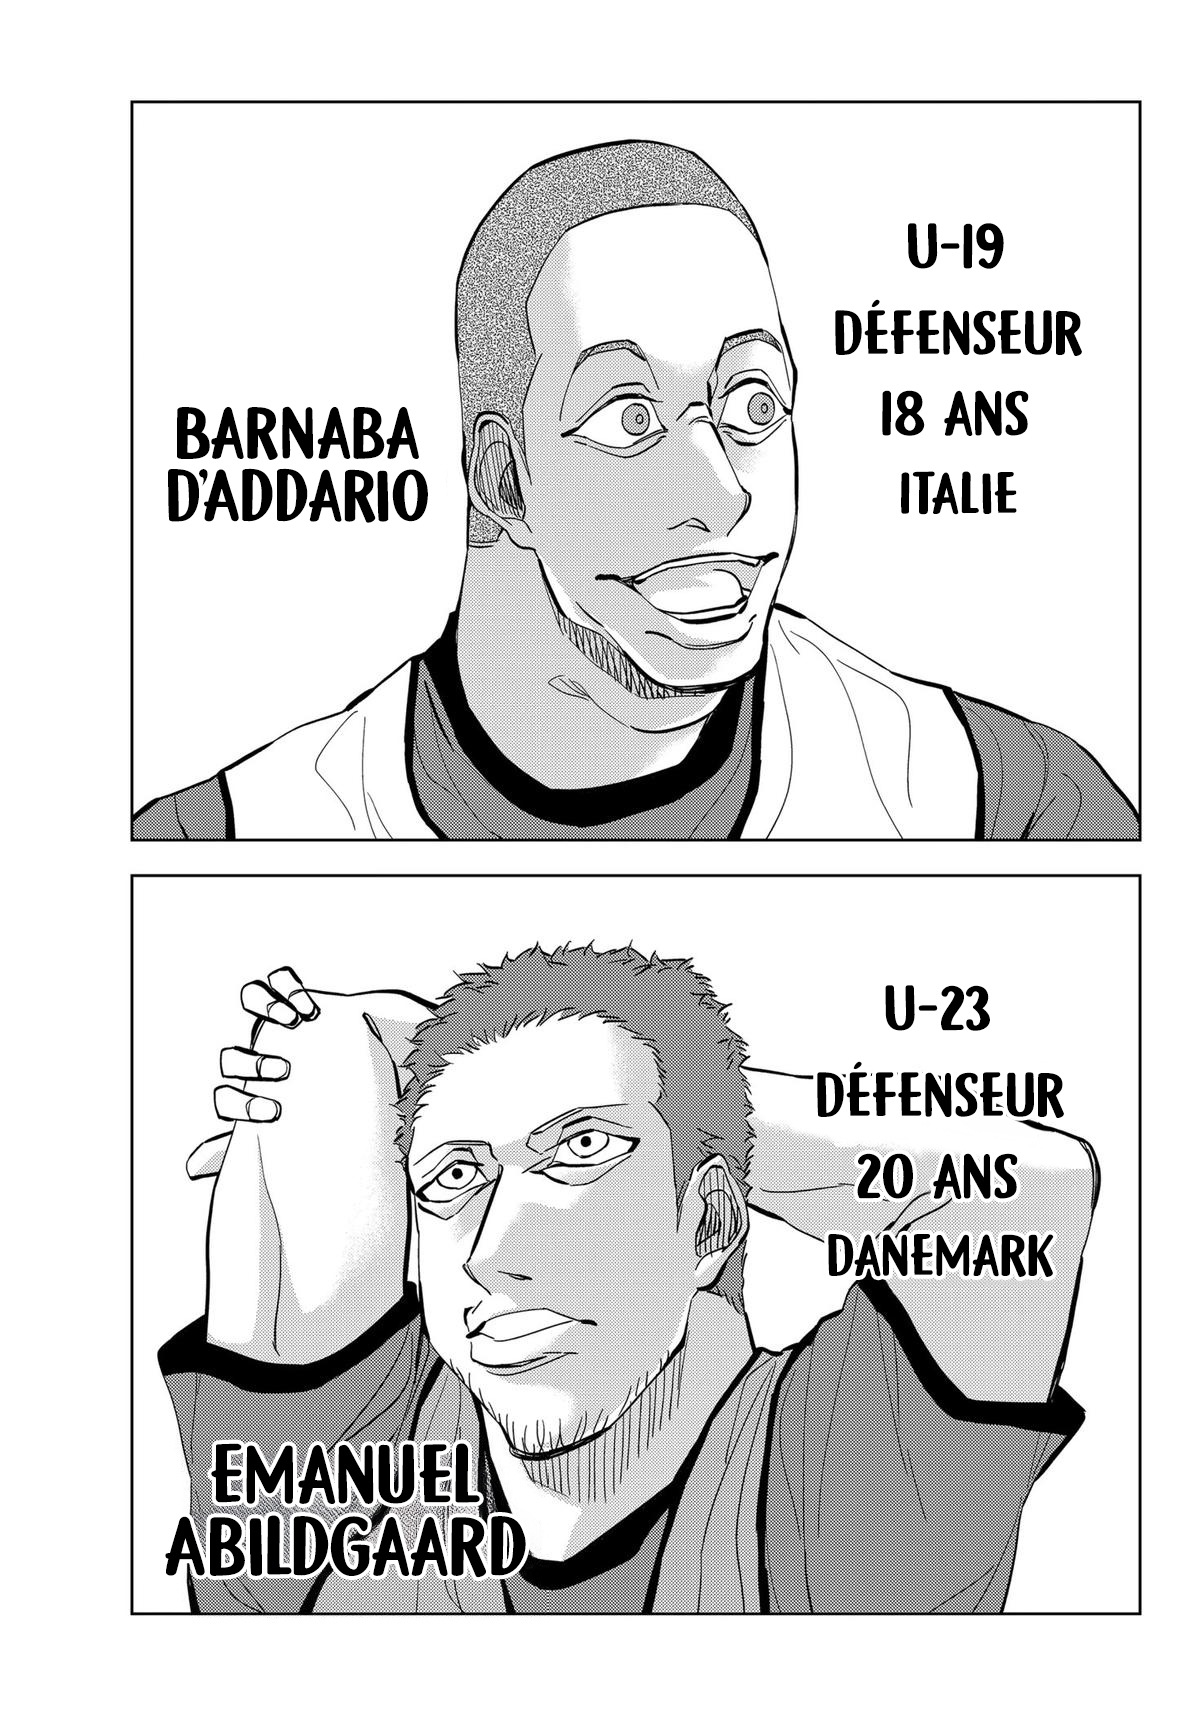 U-19
DÉFENSEUR
18 ANS
ITALIE
BARNABA
D'ADDARIO
U-23
DÉFENSEUR
20 ANS
DANEMARK
EMANUEL
ABILDGAARD